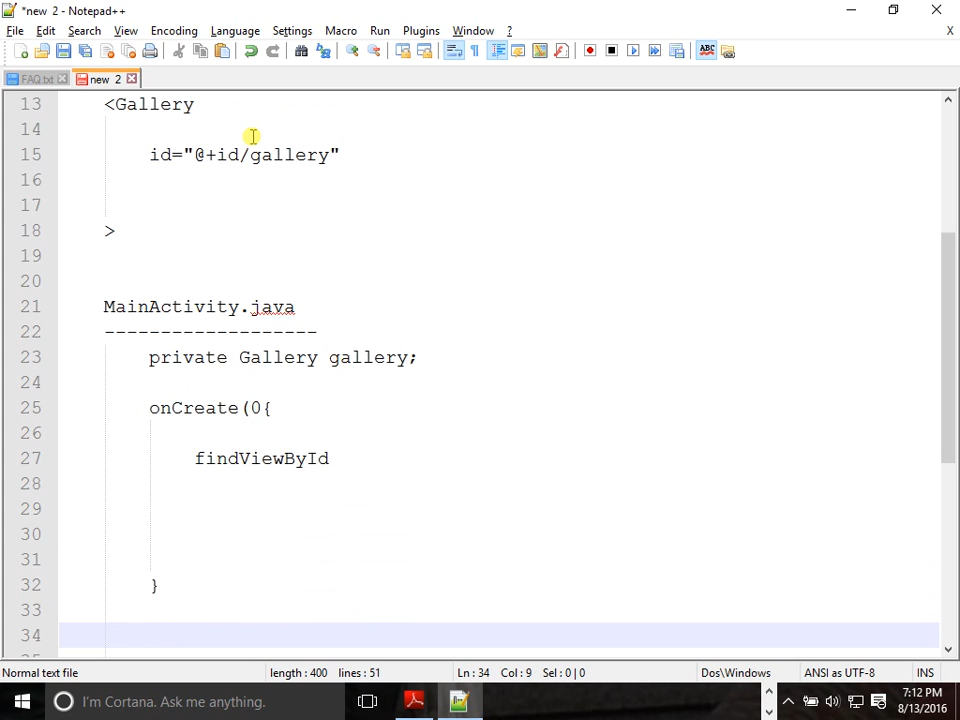 *new 2 - Notepad++
File Edit Search View Encoding Language Settings Macro Run Plugins Window ? X
ABC
FAQ.txt new 2
13 <Gallery
14
15 id="@+id/gallery"
16
17
18 >
19
20
21 MainActivity.java
22 -------------------
23 private Gallery gallery;
24
25 onCreate(0{
26
27 findViewById
28
29
30
31
32 }
33
34
Normal text file length : 400 lines : 51 Ln : 34 Col : 9 Sel : 0 | 0 Dos\Windows ANSI as UTF-8 INS
I'm Cortana. Ask me anything. 7:12 PM
8/13/2016